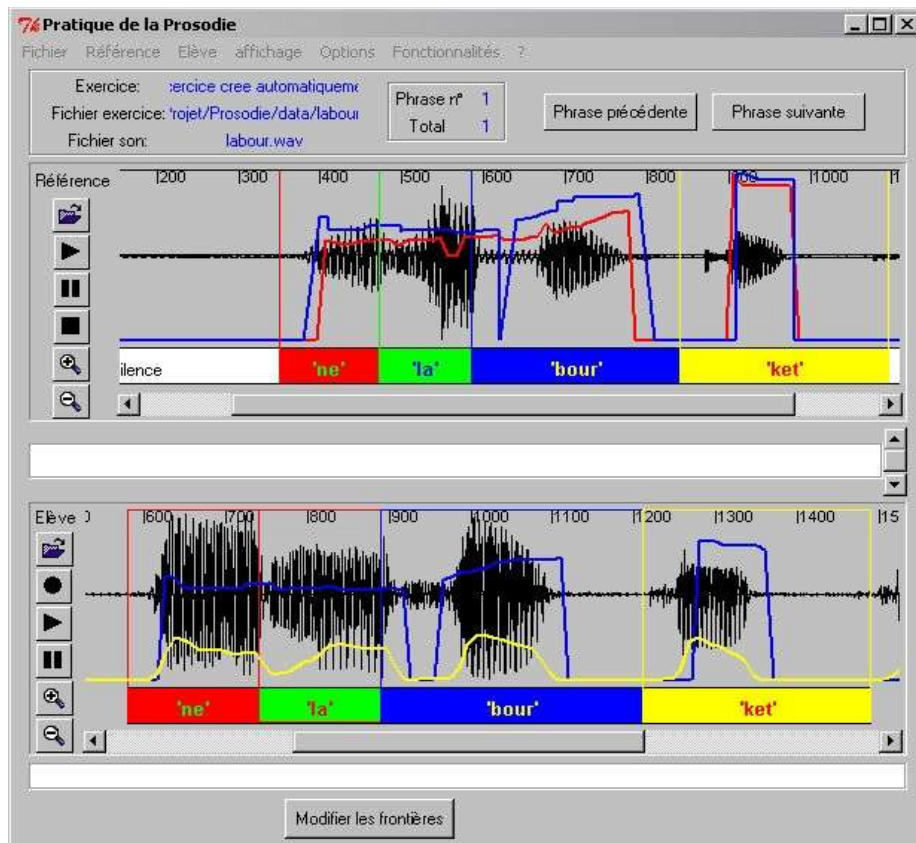 Pratique de la Prosodie
Fichier Référence Elève affichage Options Fonctionnalités ?
Exercice: ercice cree automatiqueme
Phrase n° 1
Phrase précédente
Phrase suivante
Fichier exercice: rojet/Prosodie/data/labour
Total 1
Fichier son: labour.wav
Référence |200 |300 |400 |500 |600 |700 |800 |900 |1000
ilence 'ne' 'la' 'bour' 'ket'
Elève |600 |700 |800 |900 |1000 |1100 |1200 |1300 |1400 |15
'ne' 'la' 'bour' 'ket'
Modifier les frontières